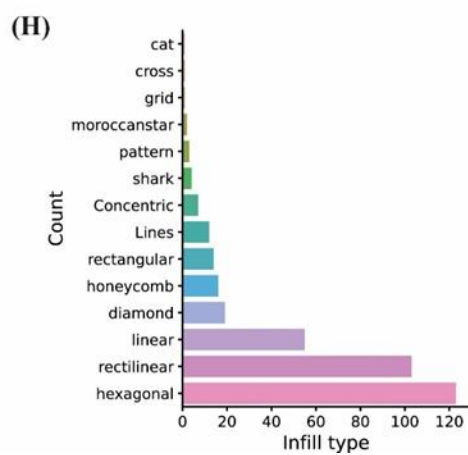 (H)
cat
cross
grid
moroccanstar
pattern
shark
Concentric
Lines
rectangular
honeycomb
diamond
linear
rectilinear
hexagonal
Count
0 20 40 60 80 100 120
Infill type